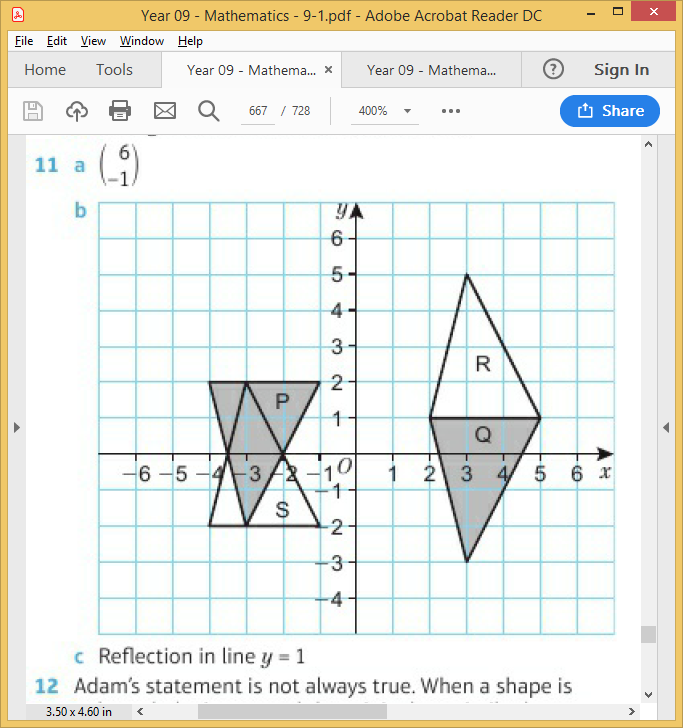 Year 09 - Mathematics - 9-1.pdf - Adobe Acrobat Reader DC
File Edit View Window Help
Home Tools Year 09 - Mathema... × Year 09 - Mathema... ? Sign In
667 / 728 400% Share
11 a (6
−1)
b
y
6
5
4
3
2
1
R
P
Q
−6 −5 −4 −3 −2 −1 O 1 2 3 4 5 6 x
−1
S
−2
−3
−4
c Reflection in line y = 1
12 Adam's statement is not always true. When a shape is
3.50 x 4.60 in